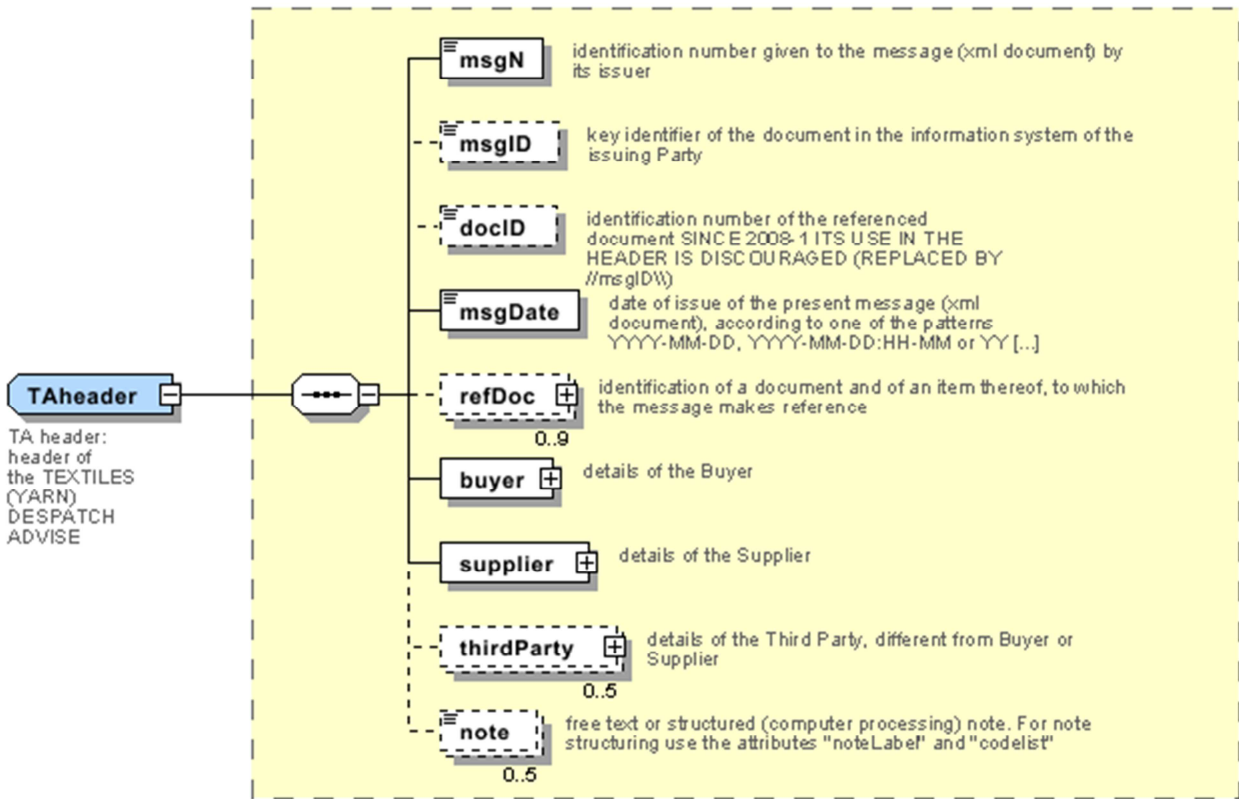 msgN
identification number given to the message (xml document) by
its issuer
msgID
key identifier of the document in the information system of the
issuing Party
docID
identification number of the referenced
document SINCE 2008-1 ITS USE IN THE
HEADER IS DISCOURAGED (REPLACED BY
//msgID\\)
msgDate
date of issue of the present message (xml
document), according to one of the patterns
YYYY-MM-DD, YYYY-MM-DD:HH-MM or YY [...]
TAheader
TA header:
header of
the TEXTILES
(YARN)
DESPATCH
ADVISE
refDoc
0..9
identification of a document and of an item thereof, to which
the message makes reference
buyer
details of the Buyer
supplier
details of the Supplier
thirdParty
0..5
details of the Third Party, different from Buyer or
Supplier
note
0..5
free text or structured (computer processing) note. For note
structuring use the attributes "noteLabel" and "codelist"